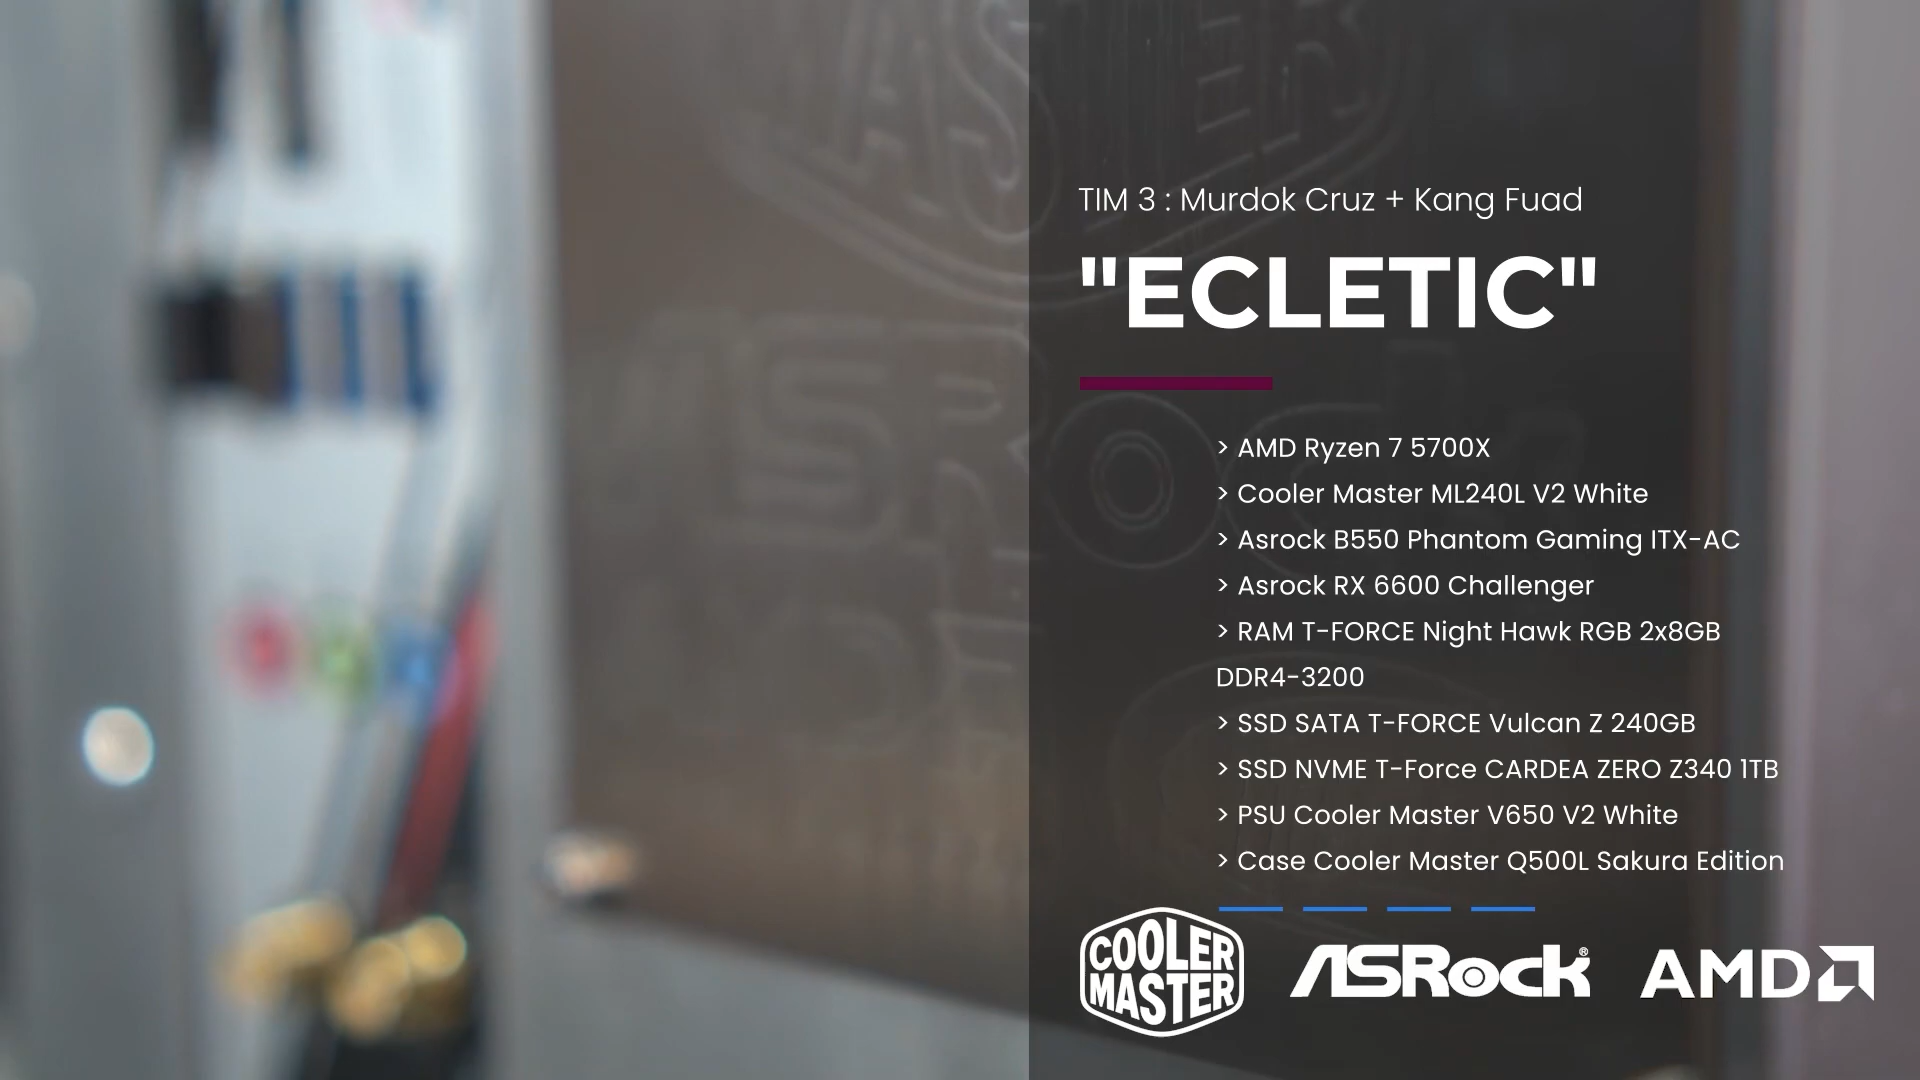 TIM 3 : Murdok Cruz + Kang Fuad
"ECLETIC"
> AMD Ryzen 7 5700X
> Cooler Master ML240L V2 White
> Asrock B550 Phantom Gaming ITX-AC
> Asrock RX 6600 Challenger
> RAM T-FORCE Night Hawk RGB 2x8GB
DDR4-3200
> SSD SATA T-FORCE Vulcan Z 240GB
> SSD NVME T-Force CARDEA ZERO Z340 1TB
> PSU Cooler Master V650 V2 White
> Case Cooler Master Q500L Sakura Edition
COOLER
MASTER
ASRock®
AMD